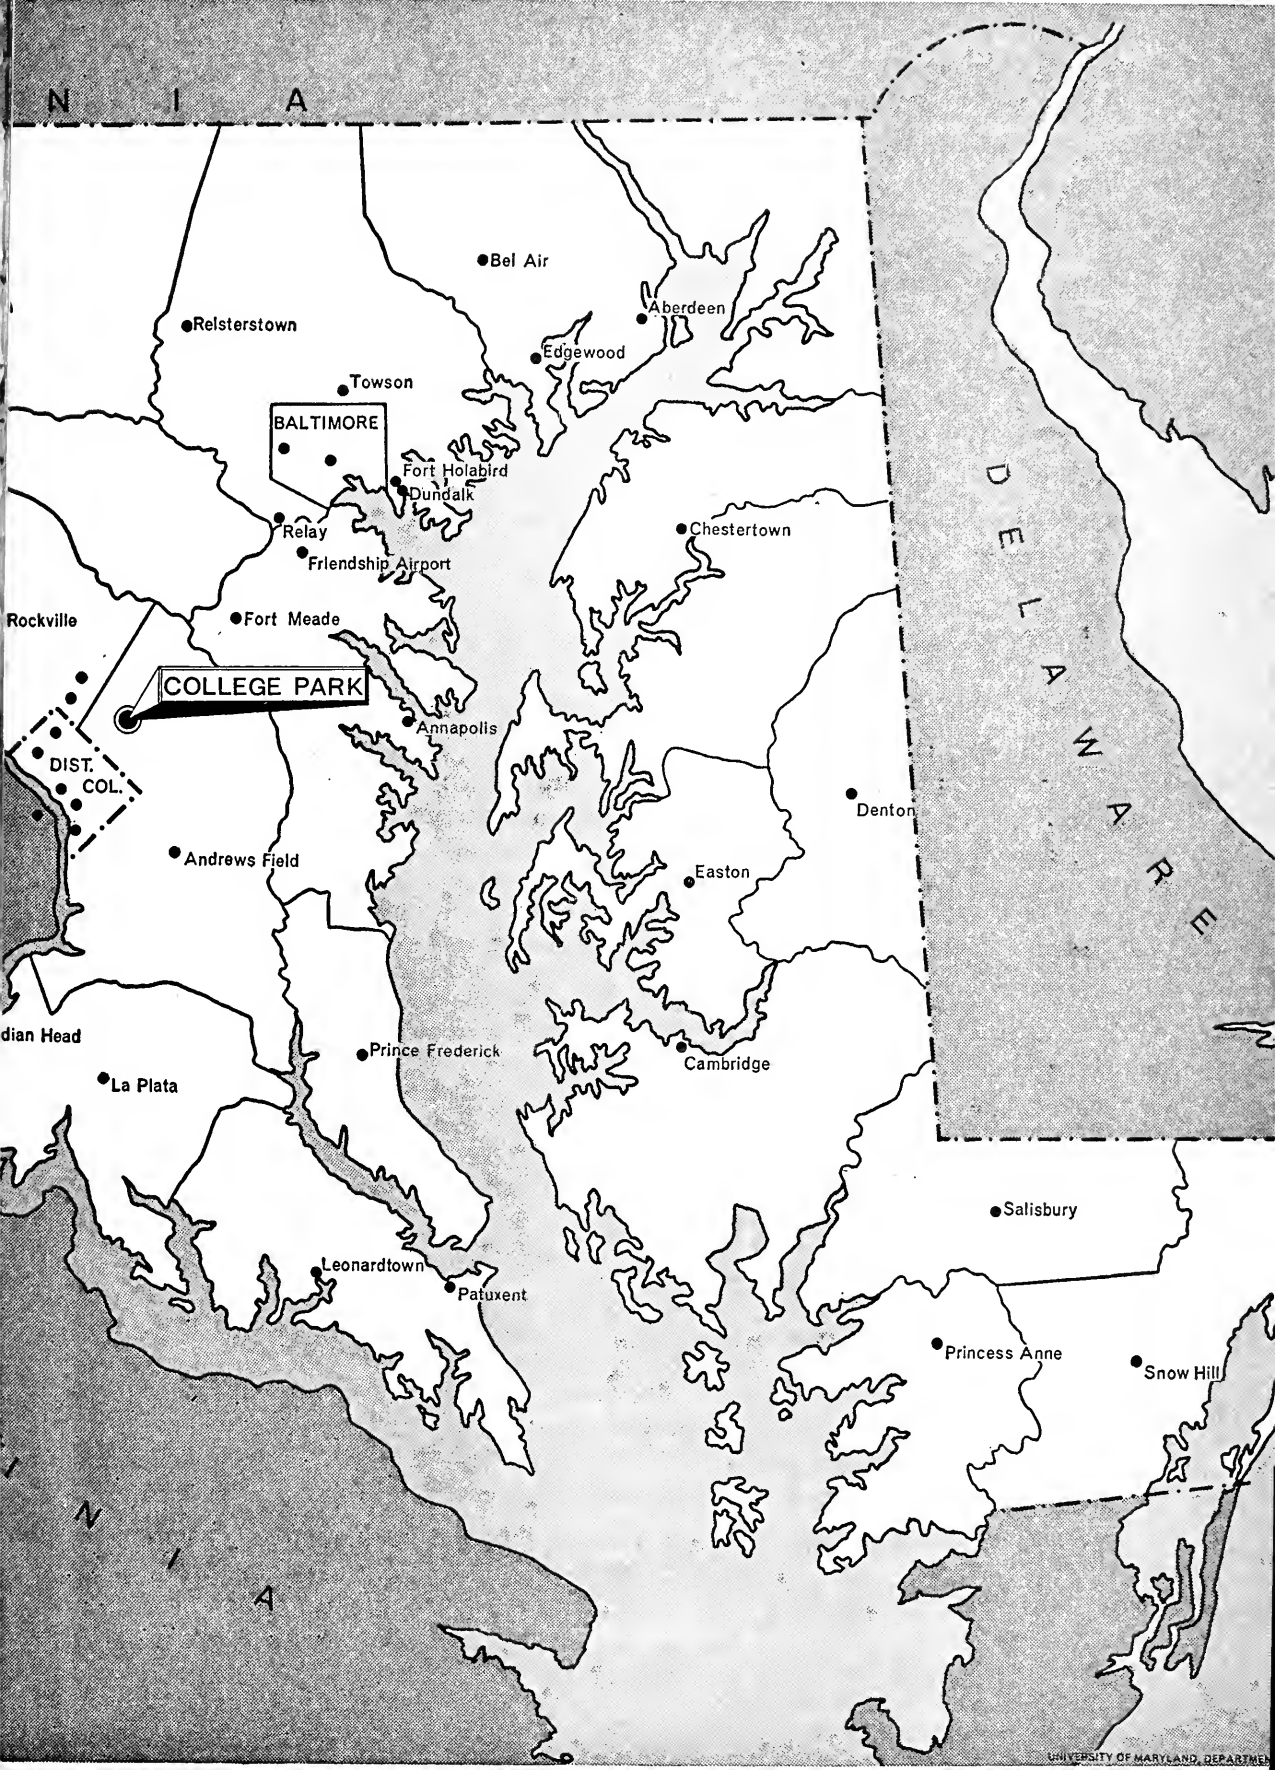 N I A
Bel Air
Aberdeen
Relsterstown
Edgewood
Towson
BALTIMORE
Fort Holabird
Dundalk
Relay
Friendship Airport
Chestertown
Rockville
Fort Meade
COLLEGE PARK
Annapolis
DIST.
COL.
Denton
Andrews Field
Easton
DELAWARE
dian Head
Prince Frederick
La Plata
Cambridge
Salisbury
Leonardtown
Patuxent
Princess Anne
Snow Hill
I N I A
UNIVERSITY OF MARYLAND, DEPARTMEN